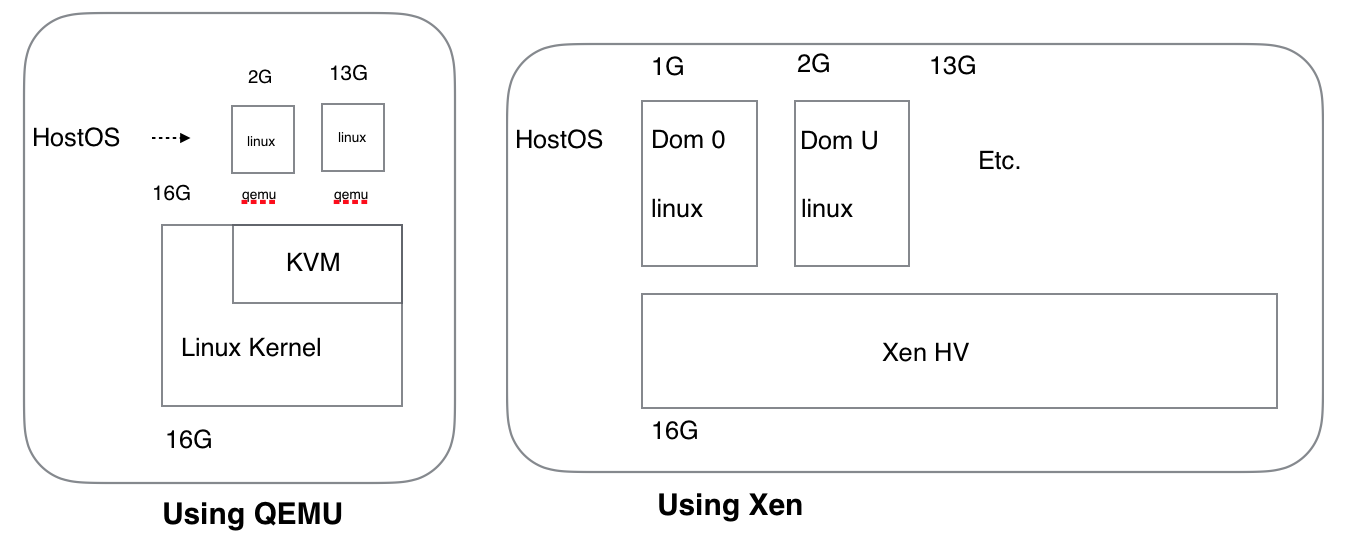 2G
13G
HostOS
linux
linux
16G
qemu
qemu
KVM
Linux Kernel
16G
Using QEMU
1G
2G
13G
HostOS
Dom 0
Dom U
Etc.
linux
linux
Xen HV
16G
Using Xen